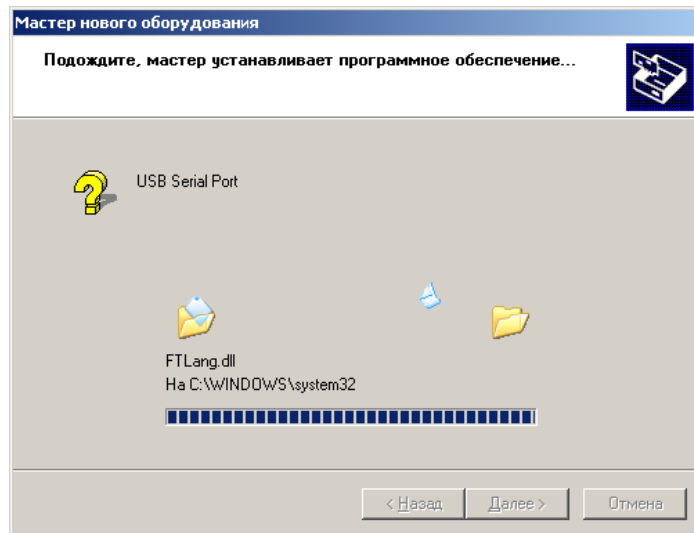 Мастер нового оборудования
Подождите, мастер устанавливает программное обеспечение...
USB Serial Port
FTLang.dll
На C:\WINDOWS\system32
< Назад
Далее >
Отмена